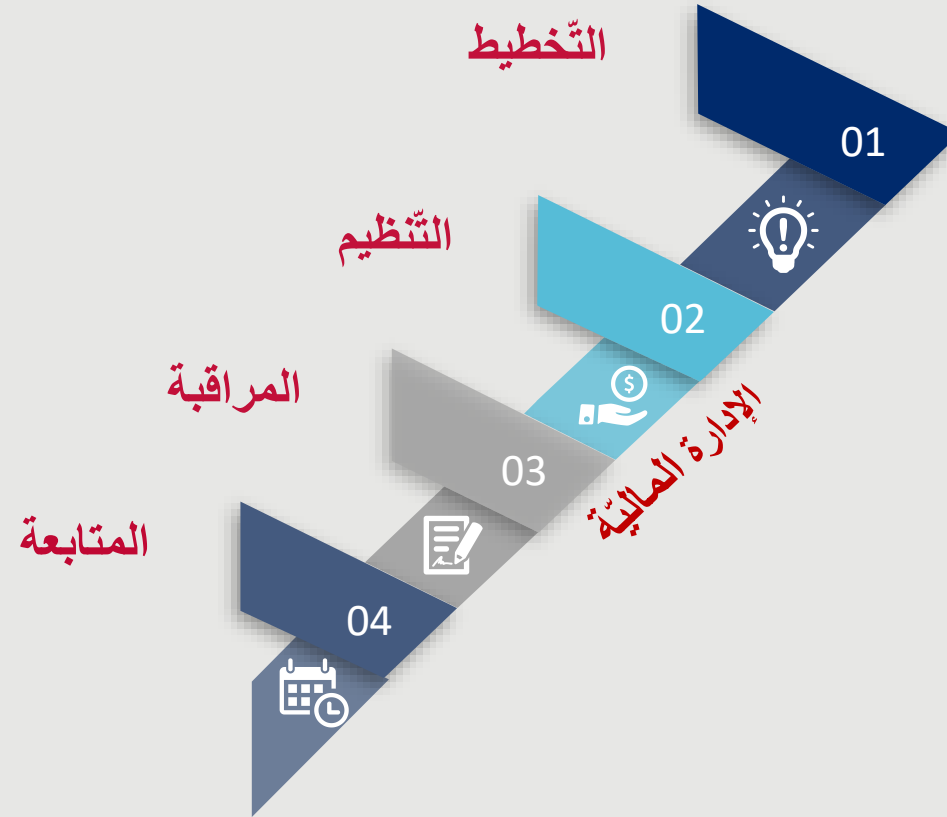 التّخطيط
01
التّنظيم
02
المراقبة
03
المتابعة
04
الإدارة الماليّة